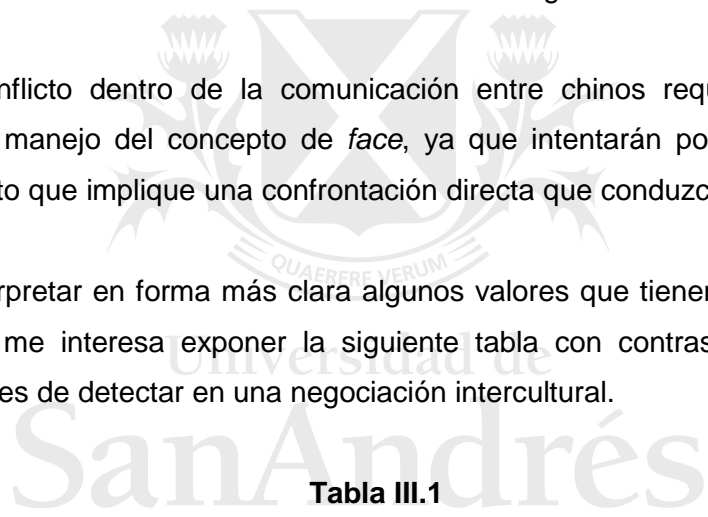 nflicto dentro de la comunicación entre chinos requ
manejo del concepto de face, ya que intentarán po
to que implique una confrontación directa que conduzc
QUAERERE VERUM
rpretar en forma más clara algunos valores que tiener
me interesa exponer la siguiente tabla con contras
Universidad de
es de detectar en una negociación intercultural.
SanAndrés
Tabla III.1